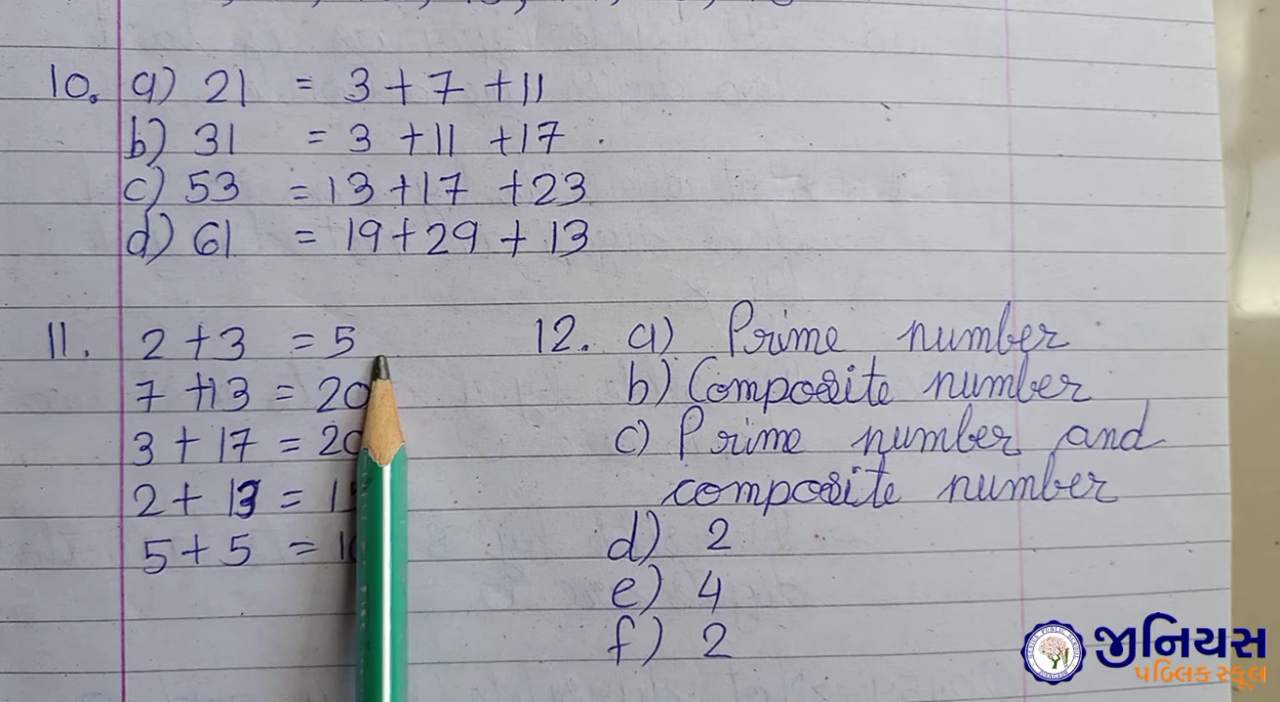 10. a) 21 = 3 + 7 + 11
b) 31 = 3 + 11 + 17
c) 53 = 13 + 17 + 23
d) 61 = 19 + 29 + 13
11. 2 + 3 = 5
7 + 13 = 20
3 + 17 = 20
2 + 13 = 15
5 + 5 = 10
12. a) Prime number
b) Composite number
c) Prime number and
composite number
d) 2
e) 4
f) 2
જીનિયસ
પબ્લિક સ્કૂલ